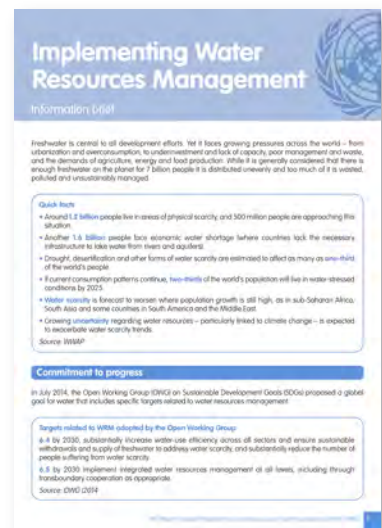 Implementing Water
Resources Management
Information brief
Freshwater is central to all development efforts. Yet it faces growing pressures across the world – from
urbanization and overconsumption, to underinvestment and lack of capacity, poor management and waste,
and the demands of agriculture, energy and food production. While it is generally considered that there is
enough freshwater on the planet for 7 billion people it is distributed unevenly and too much of it is wasted,
polluted and unsustainably managed.
Quick facts
• Around 1.2 billion people live in areas of physical scarcity, and 500 million people are approaching this
situation.
• Another 1.6 billion people face economic water shortage (where countries lack the necessary
infrastructure to take water from rivers and aquifers).
• Drought, desertification and other forms of water scarcity are estimated to affect as many as one-third
of the world's people.
• If current consumption patterns continue, two-thirds of the world's population will live in water-stressed
conditions by 2025.
• Water scarcity is forecast to worsen where population growth is still high, as in sub-Saharan Africa,
South Asia and some countries in South America and the Middle East.
• Growing uncertainty regarding water resources – particularly linked to climate change – is expected
to exacerbate water scarcity trends.
Source: WWAP
Commitment to progress
In July 2014, the Open Working Group (OWG) on Sustainable Development Goals (SDGs) proposed a global
goal for water that includes specific targets related to water resources management:
Targets related to WRM adopted by the Open Working Group
6.4 by 2030, substantially increase water-use efficiency across all sectors and ensure sustainable
withdrawals and supply of freshwater to address water scarcity, and substantially reduce the number of
people suffering from water scarcity.
6.5 by 2030 implement integrated water resources management at all levels, including through
transboundary cooperation as appropriate.
Source: OWG (2014)